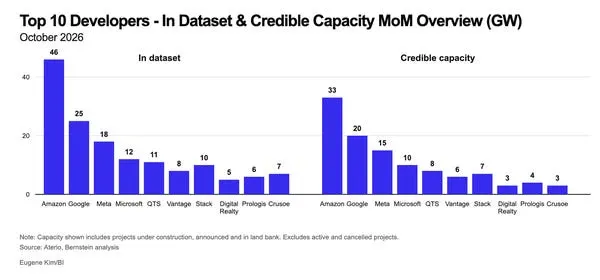 Top 10 Developers - In Dataset & Credible Capacity MoM Overview (GW)
October 2026
In dataset
Credible capacity
46
25
18
12
11
8
10
5
6
7
33
20
15
10
8
6
7
3
4
3
40
20
0
Amazon Google Meta Microsoft QTS Vantage Stack Digital Realty Prologis Crusoe
Amazon Google Meta Microsoft QTS Vantage Stack Digital Realty Prologis Crusoe
Note: Capacity shown includes projects under construction, announced and in land bank. Excludes active and cancelled projects.
Source: Aterio, Bernstein analysis
Eugene Kim/BI